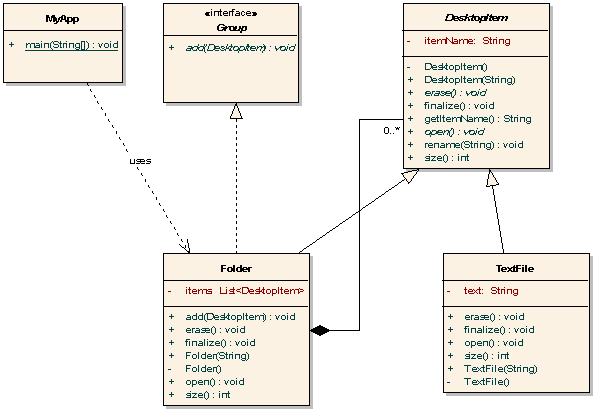 MyApp
+ main(String[]) : void
«interface»
Group
+ add(DesktopItem) : void
DesktopItem
- itemName: String
- DesktopItem()
+ DesktopItem(String)
+ erase() : void
+ finalize() : void
+ getItemName() : String
+ open() : void
+ rename(String) : void
+ size() : int
0..*
uses
Folder
- items List<DesktopItem>
+ add(DesktopItem) : void
+ erase() : void
+ finalize() : void
+ Folder(String)
- Folder()
+ open() : void
+ size() : int
TextFile
- text: String
+ erase() : void
+ finalize() : void
+ open() : void
+ size() : int
+ TextFile(String)
- TextFile()